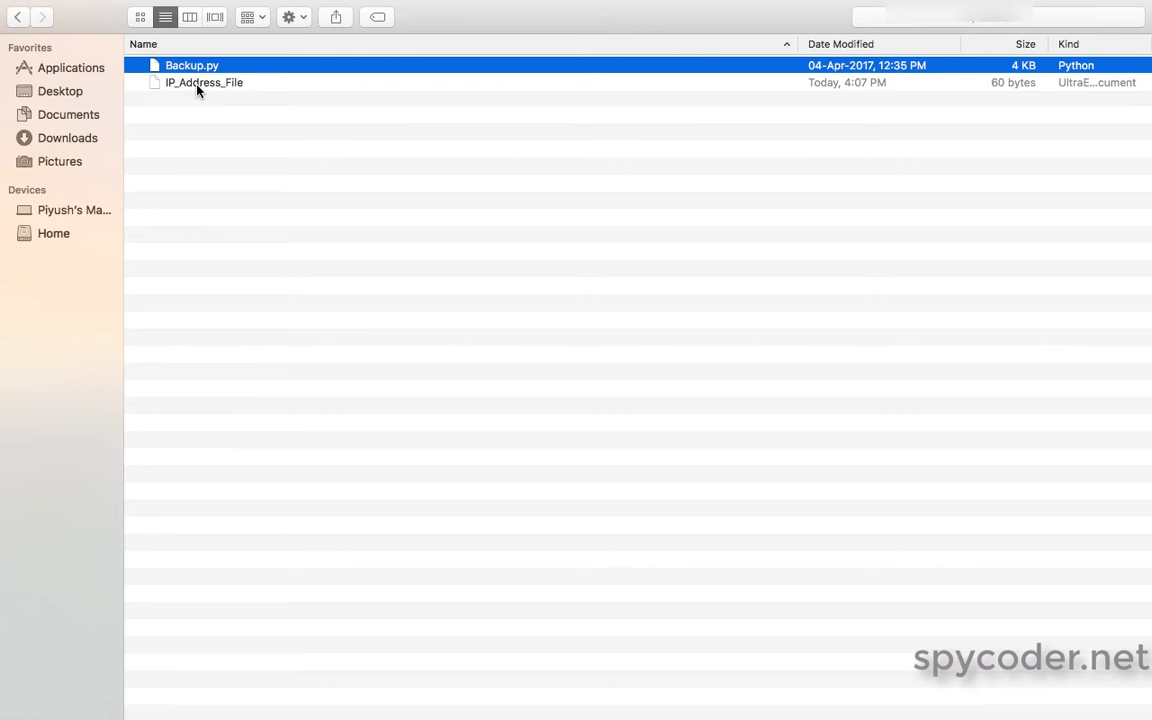 Favorites
Applications
Desktop
Documents
Downloads
Pictures
Devices
Piyush's Ma...
Home
Name Date Modified Size Kind
Backup.py 04-Apr-2017, 12:35 PM 4 KB Python
IP_Address_File Today, 4:07 PM 60 bytes UltraE...cument
spycoder.net